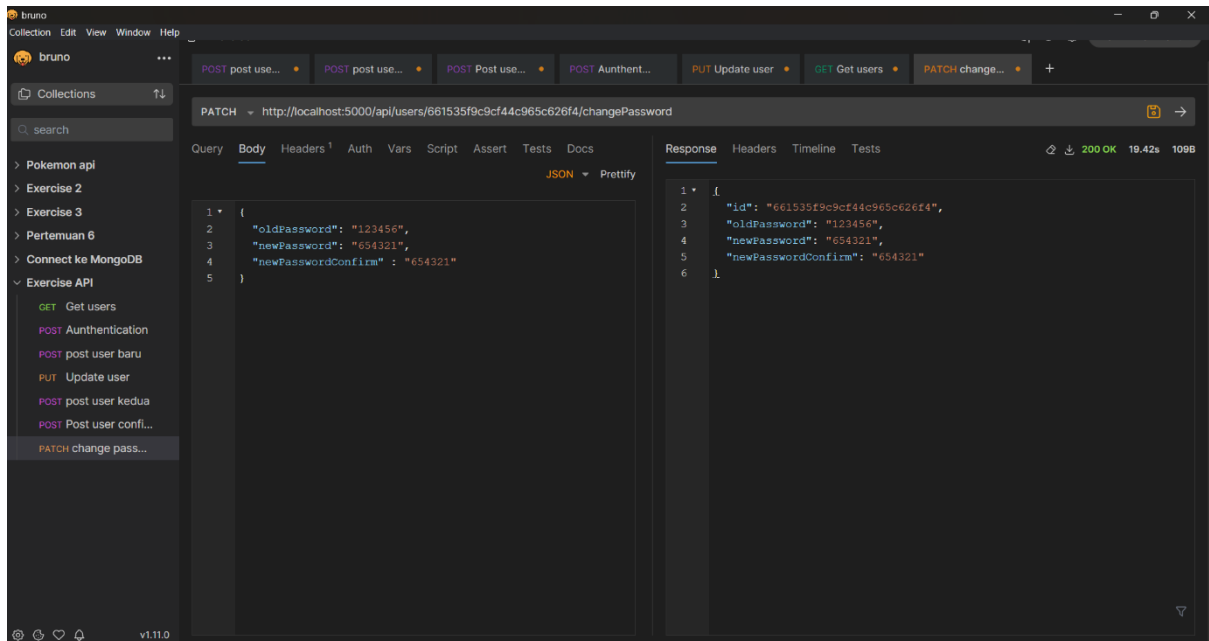 bruno
Collection Edit View Window Help
bruno
POST post use... POST post use... POST Post use... POST Aunthent... PUT Update user GET Get users PATCH change... +
Collections
PATCH http://localhost:5000/api/users/661535f9c9cf44c965c626f4/changePassword
search
Query Body Headers 1 Auth Vars Script Assert Tests Docs
Response Headers Timeline Tests 200 OK 19.42s 109B
JSON Prettify
Pokemon api
Exercise 2
Exercise 3
Pertemuan 6
Connect ke MongoDB
Exercise API
GET Get users
POST Aunthentication
POST post user baru
PUT Update user
POST post user kedua
POST Post user confi...
PATCH change pass...
1 {
2 "oldPassword": "123456",
3 "newPassword": "654321",
4 "newPasswordConfirm" : "654321"
5 }
1 {
2 "id": "661535f9c9cf44c965c626f4",
3 "oldPassword": "123456",
4 "newPassword": "654321",
5 "newPasswordConfirm": "654321"
6 }
v1.11.0